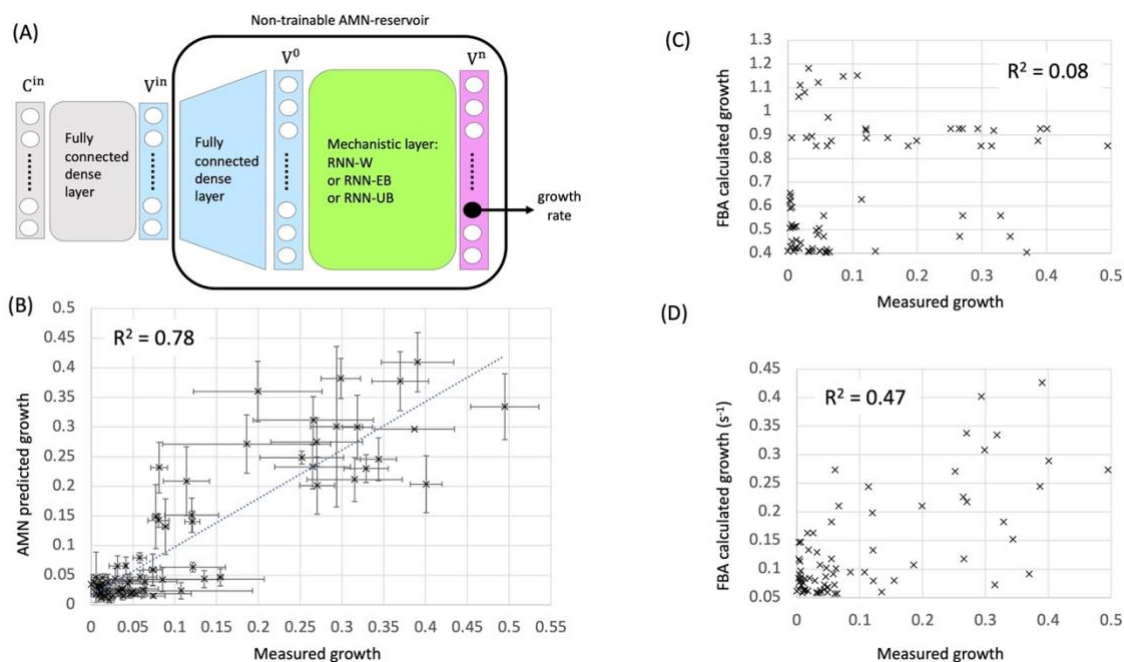 (A)
Non-trainable AMN-reservoir
C^in
V^in
V^0
V^n
Fully
connected
dense
layer
Fully
connected
dense
layer
Mechanistic layer:
RNN-W
or RNN-EB
or RNN-UB
growth
rate
(B)
R² = 0.78
AMN predicted growth
0.5
0.45
0.4
0.35
0.3
0.25
0.2
0.15
0.1
0.05
0
0 0.05 0.1 0.15 0.2 0.25 0.3 0.35 0.4 0.45 0.5 0.55
Measured growth
(C)
R² = 0.08
FBA calculated growth
1.3
1.2
1.1
1
0.9
0.8
0.7
0.6
0.5
0.4
0 0.1 0.2 0.3 0.4 0.5
Measured growth
(D)
R² = 0.47
FBA calculated growth (s⁻¹)
0.45
0.4
0.35
0.3
0.25
0.2
0.15
0.1
0.05
0 0.1 0.2 0.3 0.4 0.5
Measured growth